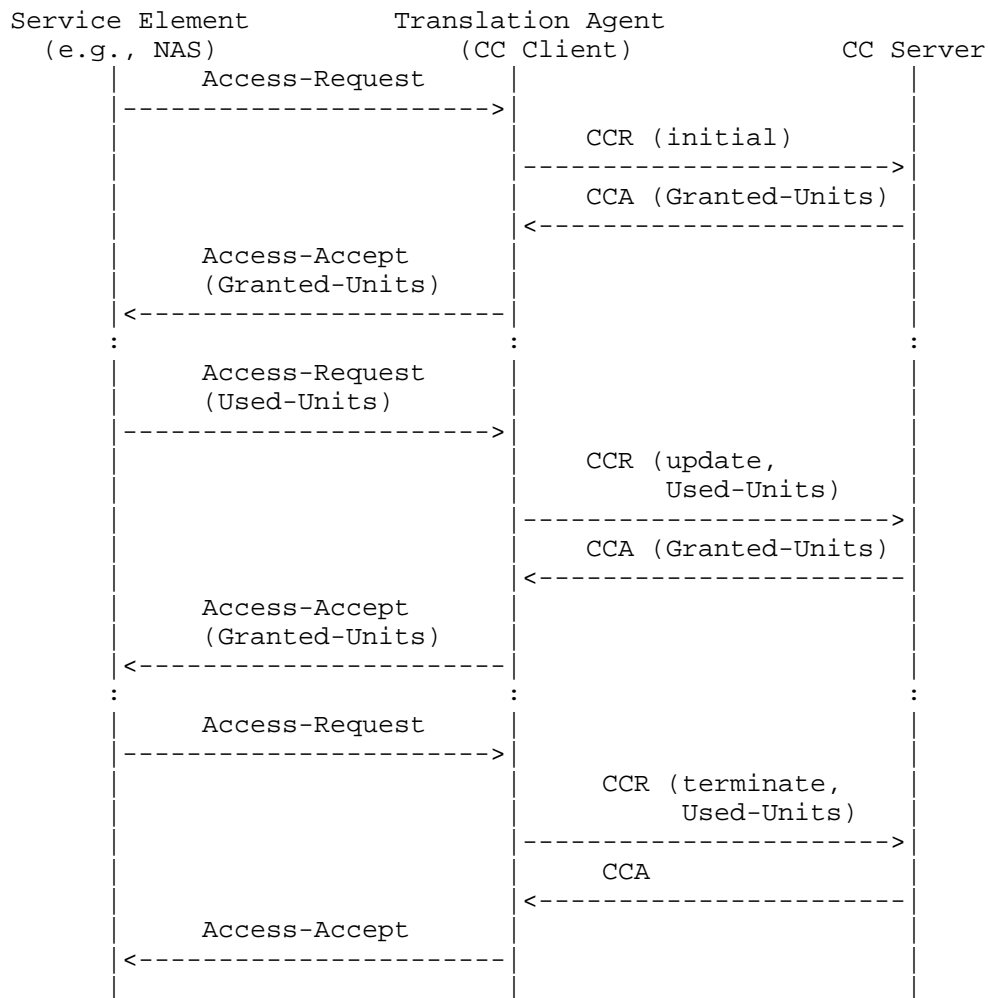 Service Element Translation Agent
(e.g., NAS) (CC Client) CC Server
Access-Request
CCR (initial)
CCA (Granted-Units)
Access-Accept
(Granted-Units)
Access-Request
(Used-Units)
CCR (update,
Used-Units)
CCA (Granted-Units)
Access-Accept
(Granted-Units)
Access-Request
CCR (terminate,
Used-Units)
CCA
Access-Accept